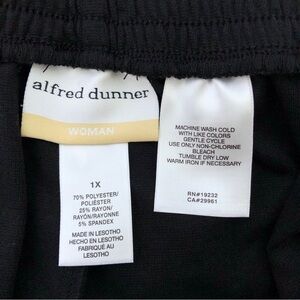 alfred dunner
WOMAN
1X
70% POLYESTER/
POLIÉSTER
25% RAYON/
RAYÓN/RAYONNE
5% SPANDEX
MADE IN LESOTHO
HECHO EN LESOTHO
FABRIQUÉ AU
LESOTHO
MACHINE WASH COLD
WITH LIKE COLORS
GENTLE CYCLE
USE ONLY NON-CHLORINE
BLEACH
TUMBLE DRY LOW
WARM IRON IF NECESSARY
RN#19232
CA#29961